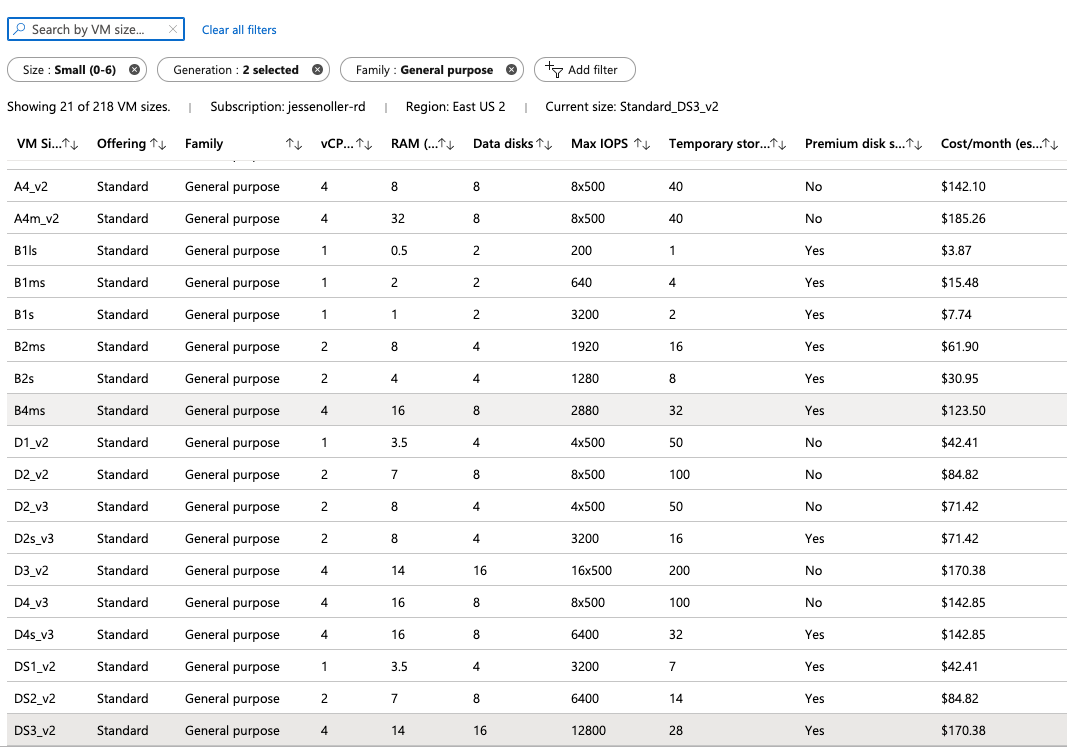 Search by VM size...
Clear all filters
Size : Small (0-6)
Generation : 2 selected
Family : General purpose
Add filter
Showing 21 of 218 VM sizes. | Subscription: jessenoller-rd | Region: East US 2 | Current size: Standard_DS3_v2
VM Si...↑↓ Offering↑↓ Family ↑↓ vCP...↑↓ RAM (...↑↓ Data disks↑↓ Max IOPS ↑↓ Temporary stor...↑↓ Premium disk s...↑↓ Cost/month (es...↑↓
A4_v2 Standard General purpose 4 8 8 8x500 40 No $142.10
A4m_v2 Standard General purpose 4 32 8 8x500 40 No $185.26
B1ls Standard General purpose 1 0.5 2 200 1 Yes $3.87
B1ms Standard General purpose 1 2 2 640 4 Yes $15.48
B1s Standard General purpose 1 1 2 3200 2 Yes $7.74
B2ms Standard General purpose 2 8 4 1920 16 Yes $61.90
B2s Standard General purpose 2 4 4 1280 8 Yes $30.95
B4ms Standard General purpose 4 16 8 2880 32 Yes $123.50
D1_v2 Standard General purpose 1 3.5 4 4x500 50 No $42.41
D2_v2 Standard General purpose 2 7 8 8x500 100 No $84.82
D2_v3 Standard General purpose 2 8 4 4x500 50 No $71.42
D2s_v3 Standard General purpose 2 8 4 3200 16 Yes $71.42
D3_v2 Standard General purpose 4 14 16 16x500 200 No $170.38
D4_v3 Standard General purpose 4 16 8 8x500 100 No $142.85
D4s_v3 Standard General purpose 4 16 8 6400 32 Yes $142.85
DS1_v2 Standard General purpose 1 3.5 4 3200 7 Yes $42.41
DS2_v2 Standard General purpose 2 7 8 6400 14 Yes $84.82
DS3_v2 Standard General purpose 4 14 16 12800 28 Yes $170.38